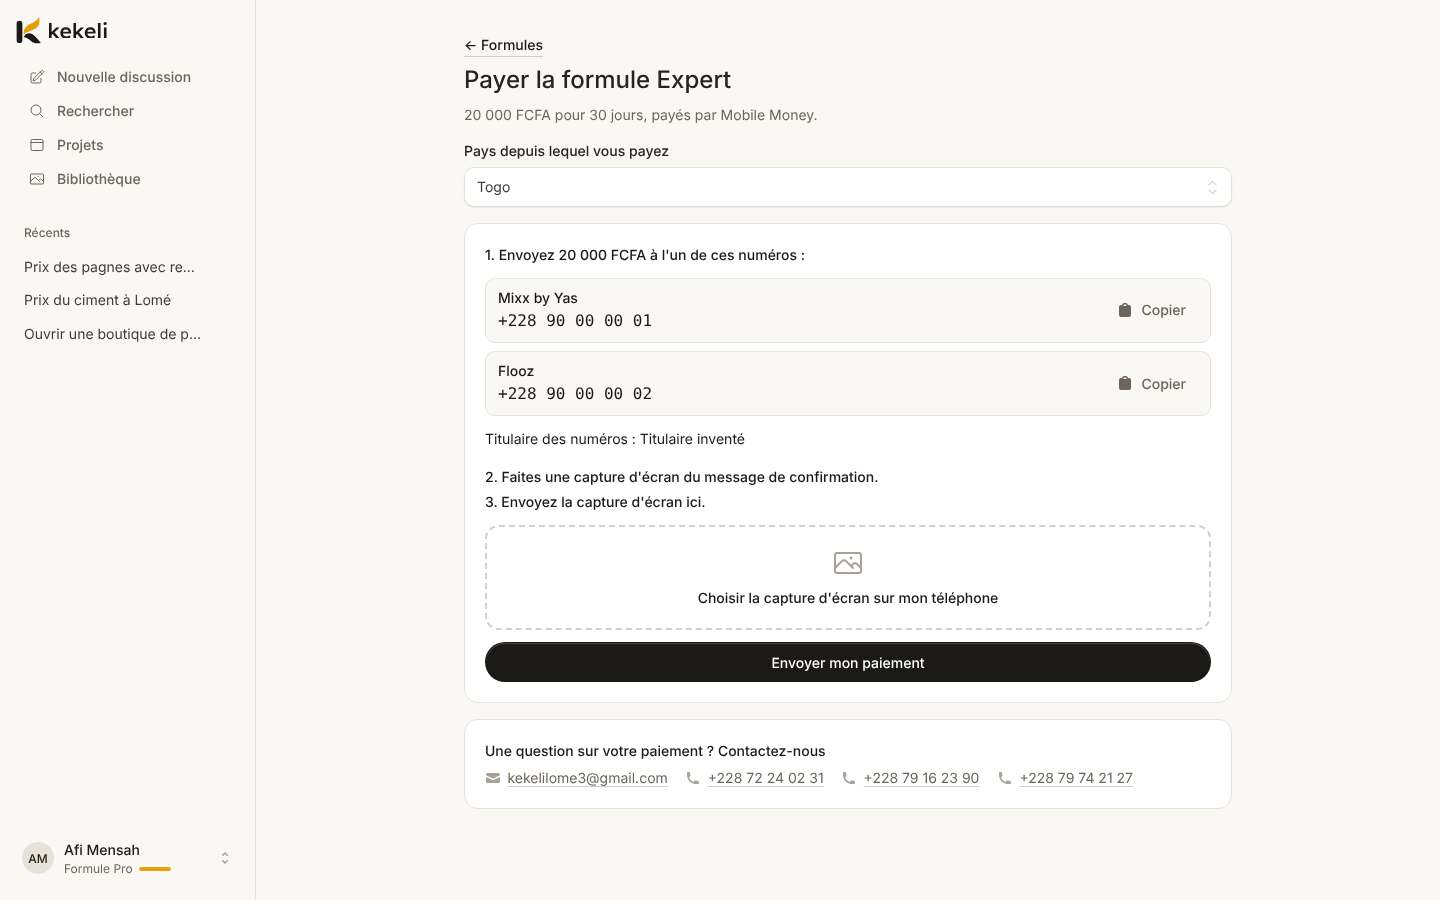 kekeli
Nouvelle discussion
Rechercher
Projets
Bibliothèque
Récents
Prix des pagnes avec re...
Prix du ciment à Lomé
Ouvrir une boutique de p...
AM
Afi Mensah
Formule Pro
← Formules
Payer la formule Expert
20 000 FCFA pour 30 jours, payés par Mobile Money.
Pays depuis lequel vous payez
Togo
1. Envoyez 20 000 FCFA à l'un de ces numéros :
Mixx by Yas
+228 90 00 00 01
Copier
Flooz
+228 90 00 00 02
Copier
Titulaire des numéros : Titulaire inventé
2. Faites une capture d'écran du message de confirmation.
3. Envoyez la capture d'écran ici.
Choisir la capture d'écran sur mon téléphone
Envoyer mon paiement
Une question sur votre paiement ? Contactez-nous
kekelilome3@gmail.com +228 72 24 02 31 +228 79 16 23 90 +228 79 74 21 27